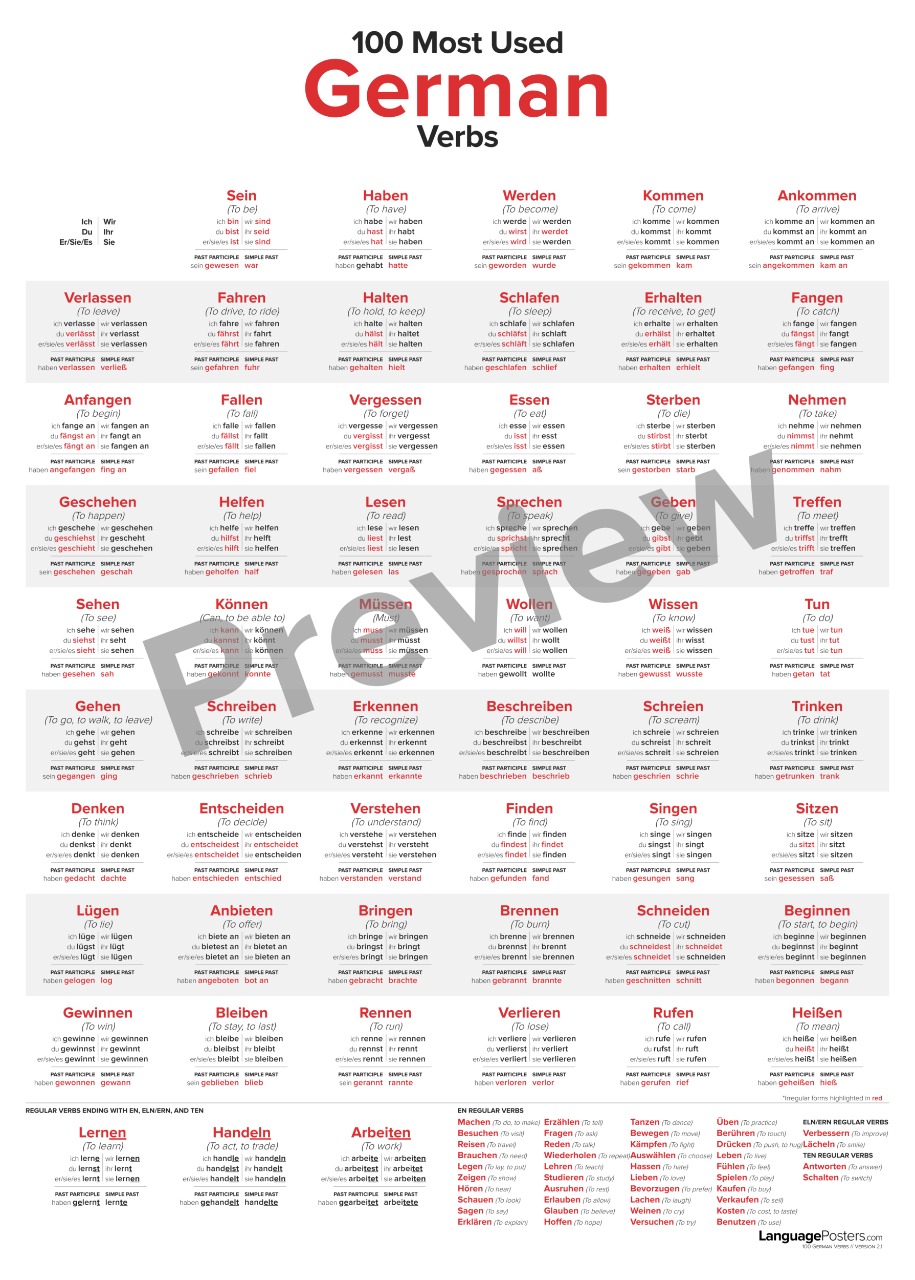 100 Most Used
German
Verbs
Ich Wir
Du Ihr
Er/Sie/Es Sie
Sein
(To be)
ich bin wir sind
du bist ihr seid
er/sie/es ist sie sind
PAST PARTICIPLE SIMPLE PAST
sein gewesen war
Haben
(To have)
ich habe wir haben
du hast ihr habt
er/sie/es hat sie haben
PAST PARTICIPLE SIMPLE PAST
haben gehabt hatte
Werden
(To become)
ich werde wir werden
du wirst ihr werdet
er/sie/es wird sie werden
PAST PARTICIPLE SIMPLE PAST
sein geworden wurde
Kommen
(To come)
ich komme wir kommen
du kommst ihr kommt
er/sie/es kommt sie kommen
PAST PARTICIPLE SIMPLE PAST
sein gekommen kam
Ankommen
(To arrive)
ich komme an wir kommen an
du kommst an ihr kommt an
er/sie/es kommt an sie kommen an
PAST PARTICIPLE SIMPLE PAST
sein angekommen kam an
Verlassen
(To leave)
ich verlasse wir verlassen
du verlässt ihr verlasst
er/sie/es verlässt sie verlassen
PAST PARTICIPLE SIMPLE PAST
haben verlassen verließ
Fahren
(To drive, to ride)
ich fahre wir fahren
du fährst ihr fahrt
er/sie/es fährt sie fahren
PAST PARTICIPLE SIMPLE PAST
sein gefahren fuhr
Halten
(To hold, to keep)
ich halte wir halten
du hälst ihr haltet
er/sie/es hält sie halten
PAST PARTICIPLE SIMPLE PAST
haben gehalten hielt
Schlafen
(To sleep)
ich schlafe wir schlafen
du schläfst ihr schlaft
er/sie/es schläft sie schlafen
PAST PARTICIPLE SIMPLE PAST
haben geschlafen schlief
Erhalten
(To receive, to get)
ich erhalte wir erhalten
du erhälst ihr erhaltet
er/sie/es erhält sie erhalten
PAST PARTICIPLE SIMPLE PAST
haben erhalten erhielt
Fangen
(To catch)
ich fange wir fangen
du fängst ihr fangt
er/sie/es fängt sie fangen
PAST PARTICIPLE SIMPLE PAST
haben gefangen fing
Anfangen
(To begin)
ich fange an wir fangen an
du fängst an ihr fangt an
er/sie/es fängt an sie fangen an
PAST PARTICIPLE SIMPLE PAST
haben angefangen fing an
Fallen
(To fall)
ich falle wir fallen
du fällst ihr fallt
er/sie/es fällt sie fallen
PAST PARTICIPLE SIMPLE PAST
sein gefallen fiel
Vergessen
(To forget)
ich vergesse wir vergessen
du vergisst ihr vergesst
er/sie/es vergisst sie vergessen
PAST PARTICIPLE SIMPLE PAST
haben vergessen vergaß
Essen
(To eat)
ich esse wir essen
du isst ihr esst
er/sie/es isst sie essen
PAST PARTICIPLE SIMPLE PAST
haben gegessen aß
Sterben
(To die)
ich sterbe wir sterben
du stirbst ihr sterbt
er/sie/es stirbt sie sterben
PAST PARTICIPLE SIMPLE PAST
sein gestorben starb
Nehmen
(To take)
ich nehme wir nehmen
du nimmst ihr nehmt
er/sie/es nimmt sie nehmen
PAST PARTICIPLE SIMPLE PAST
haben genommen nahm
Geschehen
(To happen)
ich geschehe wir geschehen
du geschiehst ihr gescheht
er/sie/es geschieht sie geschehen
PAST PARTICIPLE SIMPLE PAST
sein geschehen geschah
Helfen
(To help)
ich helfe wir helfen
du hilfst ihr helft
er/sie/es hilft sie helfen
PAST PARTICIPLE SIMPLE PAST
haben geholfen half
Lesen
(To read)
ich lese wir lesen
du liest ihr lest
er/sie/es liest sie lesen
PAST PARTICIPLE SIMPLE PAST
haben gelesen las
Sprechen
(To speak)
ich spreche wir sprechen
du sprichst ihr sprecht
er/sie/es spricht sie sprechen
PAST PARTICIPLE SIMPLE PAST
haben gesprochen sprach
Geben
(To give)
ich gebe wir geben
du gibst ihr gebt
er/sie/es gibt sie geben
PAST PARTICIPLE SIMPLE PAST
haben gegeben gab
Treffen
(To meet)
ich treffe wir treffen
du triffst ihr trefft
er/sie/es trifft sie treffen
PAST PARTICIPLE SIMPLE PAST
haben getroffen traf
Preview
Sehen
(To see)
ich sehe wir sehen
du siehst ihr seht
er/sie/es sieht sie sehen
PAST PARTICIPLE SIMPLE PAST
haben gesehen sah
Können
(Can, to be able to)
ich kann wir können
du kannst ihr könnt
er/sie/es kann sie können
PAST PARTICIPLE SIMPLE PAST
haben gekonnt konnte
Müssen
(Must)
ich muss wir müssen
du musst ihr müsst
er/sie/es muss sie müssen
PAST PARTICIPLE SIMPLE PAST
haben gemusst musste
Wollen
(To want)
ich will wir wollen
du willst ihr wollt
er/sie/es will sie wollen
PAST PARTICIPLE SIMPLE PAST
haben gewollt wollte
Wissen
(To know)
ich weiß wir wissen
du weißt ihr wisst
er/sie/es weiß sie wissen
PAST PARTICIPLE SIMPLE PAST
haben gewusst wusste
Tun
(To do)
ich tue wir tun
du tust ihr tut
er/sie/es tut sie tun
PAST PARTICIPLE SIMPLE PAST
haben getan tat
Gehen
(To go, to walk, to leave)
ich gehe wir gehen
du gehst ihr geht
er/sie/es geht sie gehen
PAST PARTICIPLE SIMPLE PAST
sein gegangen ging
Schreiben
(To write)
ich schreibe wir schreiben
du schreibst ihr schreibt
er/sie/es schreibt sie schreiben
PAST PARTICIPLE SIMPLE PAST
haben geschrieben schrieb
Erkennen
(To recognize)
ich erkenne wir erkennen
du erkennst ihr erkennt
er/sie/es erkennt sie erkennen
PAST PARTICIPLE SIMPLE PAST
haben erkannt erkannte
Beschreiben
(To describe)
ich beschreibe wir beschreiben
du beschreibst ihr beschreibt
er/sie/es beschreibt sie beschreiben
PAST PARTICIPLE SIMPLE PAST
haben beschrieben beschrieb
Schreien
(To scream)
ich schreie wir schreien
du schreist ihr schreit
er/sie/es schreit sie schreien
PAST PARTICIPLE SIMPLE PAST
haben geschrien schrie
Trinken
(To drink)
ich trinke wir trinken
du trinkst ihr trinkt
er/sie/es trinkt sie trinken
PAST PARTICIPLE SIMPLE PAST
haben getrunken trank
Denken
(To think)
ich denke wir denken
du denkst ihr denkt
er/sie/es denkt sie denken
PAST PARTICIPLE SIMPLE PAST
haben gedacht dachte
Entscheiden
(To decide)
ich entscheide wir entscheiden
du entscheidest ihr entscheidet
er/sie/es entscheidet sie entscheiden
PAST PARTICIPLE SIMPLE PAST
haben entschieden entschied
Verstehen
(To understand)
ich verstehe wir verstehen
du verstehst ihr versteht
er/sie/es versteht sie verstehen
PAST PARTICIPLE SIMPLE PAST
haben verstanden verstand
Finden
(To find)
ich finde wir finden
du findest ihr findet
er/sie/es findet sie finden
PAST PARTICIPLE SIMPLE PAST
haben gefunden fand
Singen
(To sing)
ich singe wir singen
du singst ihr singt
er/sie/es singt sie singen
PAST PARTICIPLE SIMPLE PAST
haben gesungen sang
Sitzen
(To sit)
ich sitze wir sitzen
du sitzt ihr sitzt
er/sie/es sitzt sie sitzen
PAST PARTICIPLE SIMPLE PAST
sein gesessen saß
Lügen
(To lie)
ich lüge wir lügen
du lügst ihr lügt
er/sie/es lügt sie lügen
PAST PARTICIPLE SIMPLE PAST
haben gelogen log
Anbieten
(To offer)
ich biete an wir bieten an
du bietest an ihr bietet an
er/sie/es bietet an sie bieten an
PAST PARTICIPLE SIMPLE PAST
haben angeboten bot an
Bringen
(To bring)
ich bringe wir bringen
du bringst ihr bringt
er/sie/es bringt sie bringen
PAST PARTICIPLE SIMPLE PAST
haben gebracht brachte
Brennen
(To burn)
ich brenne wir brennen
du brennst ihr brennt
er/sie/es brennt sie brennen
PAST PARTICIPLE SIMPLE PAST
haben gebrannt brannte
Schneiden
(To cut)
ich schneide wir schneiden
du schneidest ihr schneidet
er/sie/es schneidet sie schneiden
PAST PARTICIPLE SIMPLE PAST
haben geschnitten schnitt
Beginnen
(To start, to begin)
ich beginne wir beginnen
du beginnst ihr beginnt
er/sie/es beginnt sie beginnen
PAST PARTICIPLE SIMPLE PAST
haben begonnen begann
Gewinnen
(To win)
ich gewinne wir gewinnen
du gewinnst ihr gewinnt
er/sie/es gewinnt sie gewinnen
PAST PARTICIPLE SIMPLE PAST
haben gewonnen gewann
Bleiben
(To stay, to last)
ich bleibe wir bleiben
du bleibst ihr bleibt
er/sie/es bleibt sie bleiben
PAST PARTICIPLE SIMPLE PAST
sein geblieben blieb
Rennen
(To run)
ich renne wir rennen
du rennst ihr rennt
er/sie/es rennt sie rennen
PAST PARTICIPLE SIMPLE PAST
sein gerannt rannte
Verlieren
(To lose)
ich verliere wir verlieren
du verlierst ihr verliert
er/sie/es verliert sie verlieren
PAST PARTICIPLE SIMPLE PAST
haben verloren verlor
Rufen
(To call)
ich rufe wir rufen
du rufst ihr ruft
er/sie/es ruft sie rufen
PAST PARTICIPLE SIMPLE PAST
haben gerufen rief
Heißen
(To mean)
ich heiße wir heißen
du heißt ihr heißt
er/sie/es heißt sie heißen
PAST PARTICIPLE SIMPLE PAST
haben geheißen hieß
*Irregular forms highlighted in red
REGULAR VERBS ENDING WITH EN, ELN/ERN, AND TEN
Lernen
(To learn)
ich lerne wir lernen
du lernst ihr lernt
er/sie/es lernt sie lernen
PAST PARTICIPLE SIMPLE PAST
haben gelernt lernte
Handeln
(To act, to trade)
ich handle wir handeln
du handelst ihr handelt
er/sie/es handelt sie handeln
PAST PARTICIPLE SIMPLE PAST
haben gehandelt handelte
Arbeiten
(To work)
ich arbeite wir arbeiten
du arbeitest ihr arbeitet
er/sie/es arbeitet sie arbeiten
PAST PARTICIPLE SIMPLE PAST
haben gearbeitet arbeitete
EN REGULAR VERBS
Machen (To do, to make)
Besuchen (To visit)
Reisen (To travel)
Brauchen (To need)
Legen (To lay, to put)
Zeigen (To show)
Hören (To hear)
Schauen (To look)
Sagen (To say)
Erklären (To explain)
Erzählen (To tell)
Fragen (To ask)
Reden (To talk)
Wiederholen (To repeat)
Lehren (To teach)
Studieren (To study)
Ausruhen (To rest)
Erlauben (To allow)
Glauben (To believe)
Hoffen (To hope)
Tanzen (To dance)
Bewegen (To move)
Kämpfen (To fight)
Auswählen (To choose)
Hassen (To hate)
Lieben (To love)
Bevorzugen (To prefer)
Lachen (To laugh)
Weinen (To cry)
Versuchen (To try)
Üben (To practice)
Berühren (To touch)
Drücken (To push, to hug)
Leben (To live)
Fühlen (To feel)
Spielen (To play)
Kaufen (To buy)
Verkaufen (To sell)
Kosten (To cost, to taste)
Benutzen (To use)
ELN/ERN REGULAR VERBS
Verbessern (To improve)
Lächeln (To smile)
TEN REGULAR VERBS
Antworten (To answer)
Schalten (To switch)
LanguagePosters.com
100 GERMAN VERBS // VERSION 2.1